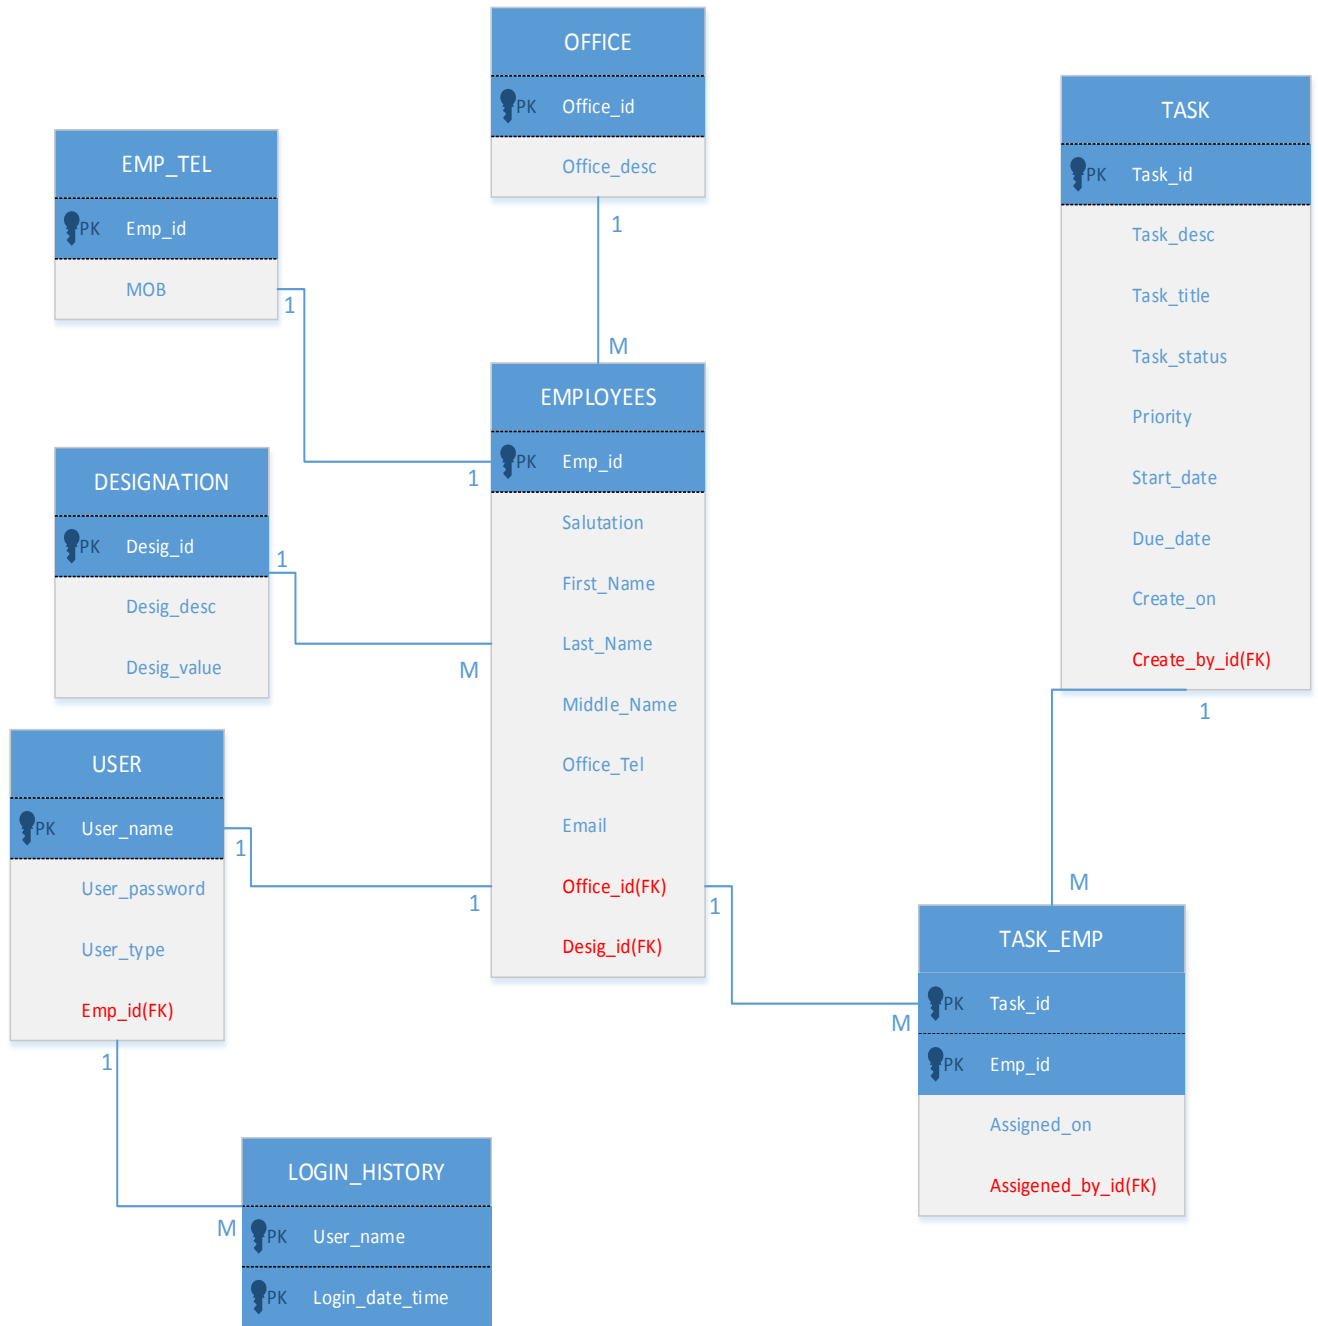 OFFICE
PK Office_id
Office_desc
1
M
EMP_TEL
PK Emp_id
MOB
1
DESIGNATION
PK Desig_id
Desig_desc
Desig_value
1
M
EMPLOYEES
PK Emp_id
1
Salutation
First_Name
Last_Name
Middle_Name
Office_Tel
Email
Office_id(FK)
Desig_id(FK)
1
1
USER
PK User_name
User_password
User_type
Emp_id(FK)
1
1
LOGIN_HISTORY
PK User_name
PK Login_date_time
M
TASK
PK Task_id
Task_desc
Task_title
Task_status
Priority
Start_date
Due_date
Create_on
Create_by_id(FK)
1
M
TASK_EMP
PK Task_id
PK Emp_id
Assigned_on
Assigened_by_id(FK)
M